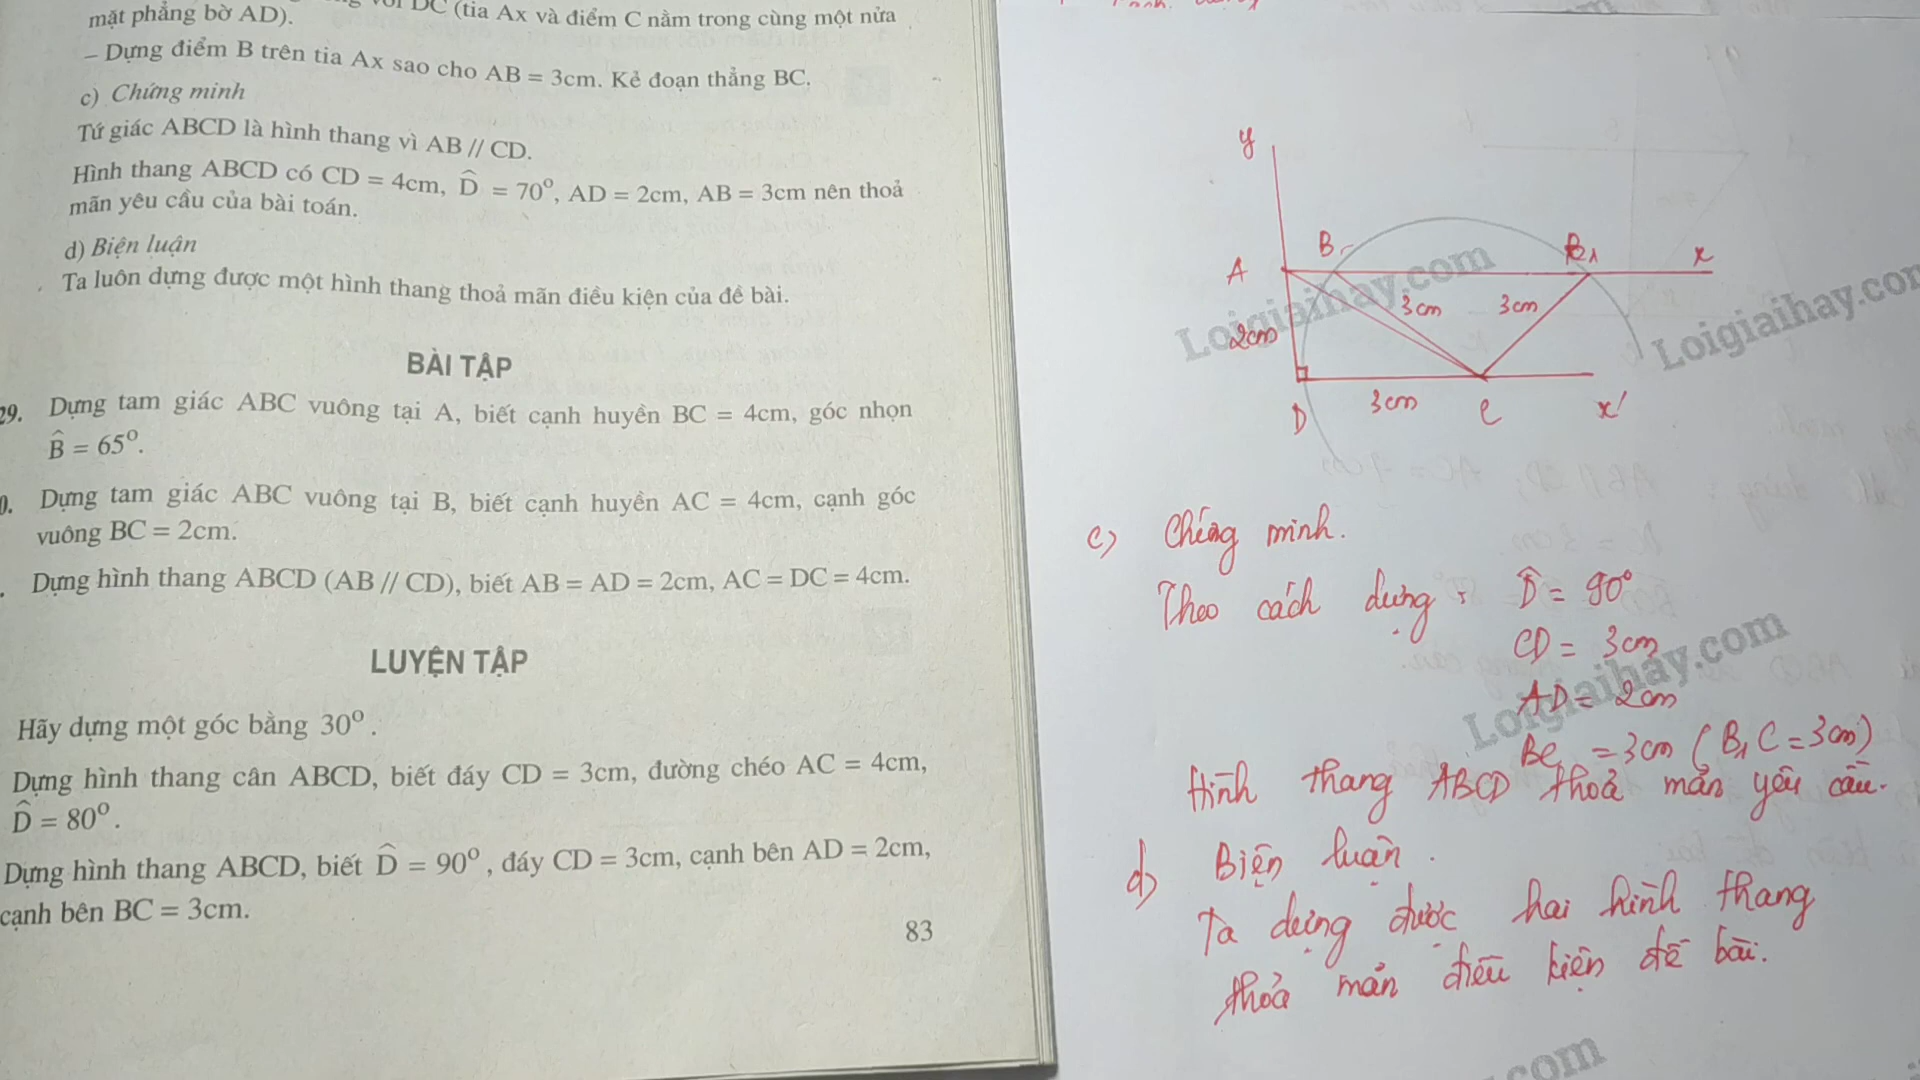 với DC (tia Ax và điểm C nằm trong cùng một nửa
mặt phẳng bờ AD).
– Dựng điểm B trên tia Ax sao cho AB = 3cm. Kẻ đoạn thẳng BC.
c) Chứng minh
Tứ giác ABCD là hình thang vì AB // CD.
Hình thang ABCD có CD = 4cm, D̂ = 70°, AD = 2cm, AB = 3cm nên thoả
mãn yêu cầu của bài toán.
d) Biện luận
Ta luôn dựng được một hình thang thoả mãn điều kiện của đề bài.
BÀI TẬP
29. Dựng tam giác ABC vuông tại A, biết cạnh huyền BC = 4cm, góc nhọn
B̂ = 65°.
0. Dựng tam giác ABC vuông tại B, biết cạnh huyền AC = 4cm, cạnh góc
vuông BC = 2cm.
. Dựng hình thang ABCD (AB // CD), biết AB = AD = 2cm, AC = DC = 4cm.
LUYỆN TẬP
Hãy dựng một góc bằng 30°.
Dựng hình thang cân ABCD, biết đáy CD = 3cm, đường chéo AC = 4cm,
D̂ = 80°.
Dựng hình thang ABCD, biết D̂ = 90°, đáy CD = 3cm, cạnh bên AD = 2cm,
cạnh bên BC = 3cm.
83
y
A B B₁ x
3cm 3cm
2cm
D 3cm C x'
c) Chứng minh.
Theo cách dựng : D̂ = 90°
CD = 3cm
AD = 2cm
BC = 3cm (B₁C = 3cm)
Hình thang ABCD thoả mãn yêu cầu.
d) Biện luận.
Ta dựng được hai hình thang
thỏa mãn điều kiện đề bài.
Loigiaihay.com
Loigiaihay.com
Loigiaihay.com